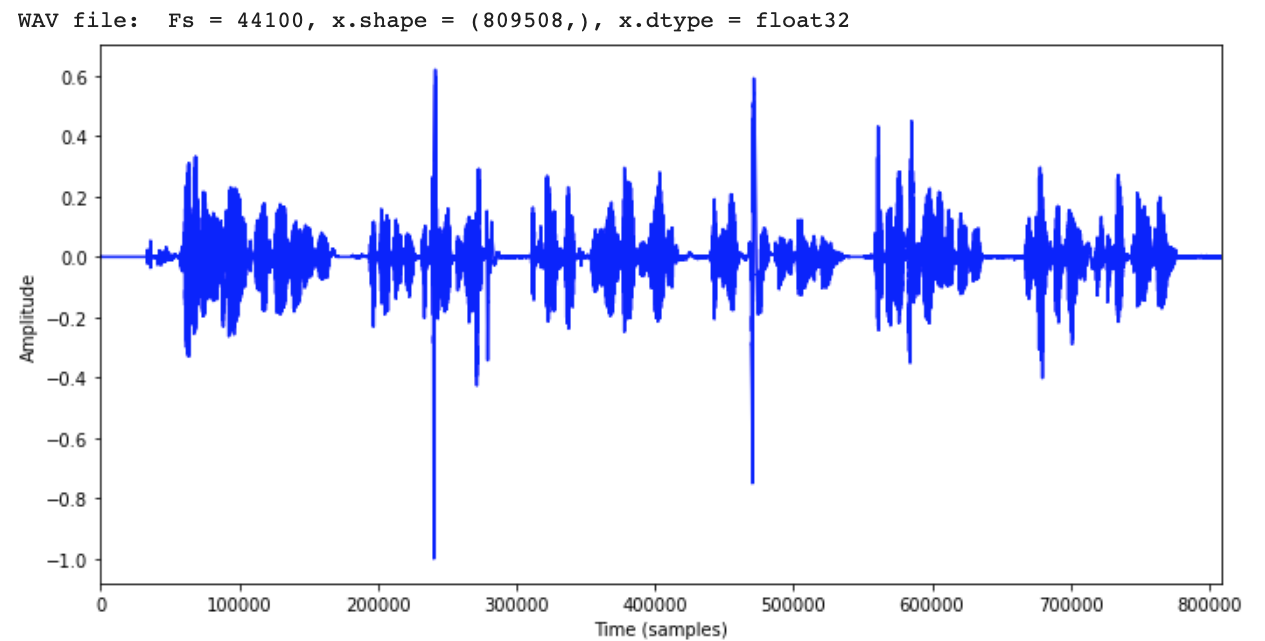 WAV file:  Fs = 44100, x.shape = (809508,), x.dtype = float32
0.6
0.4
0.2
0.0
−0.2
−0.4
−0.6
−0.8
−1.0
Amplitude
0 100000 200000 300000 400000 500000 600000 700000 800000
Time (samples)